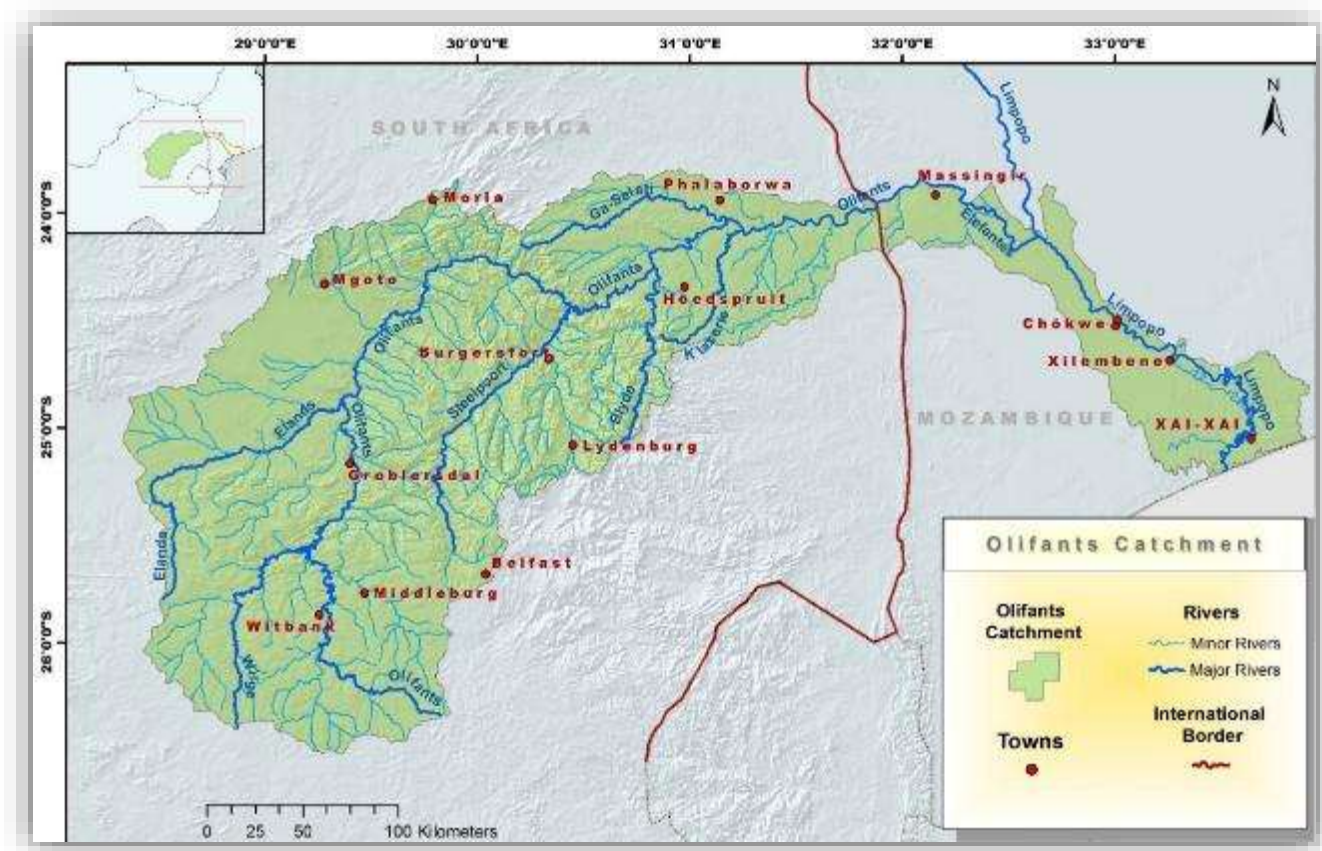 29°0'0"E
30°0'0"E
31°0'0"E
32°0'0"E
33°0'0"E
24°0'0"S
25°0'0"S
26°0'0"S
N
SOUTH AFRICA
Limpopo
Moria
Ga-Selati
Phalaborwa
Olifants
Massingir
Elefants
Mgoto
Olifants
Olifants
Hoedspruit
Klaserie
Limpopo
Chókwe
Burgersfort
Xilembene
Steelpoort
Blyde
Limpopo
Elands
Olifants
MOZAMBIQUE
XAI-XAI
Lydenburg
Groblersdal
Elands
Belfast
Middleburg
Witbank
Wilge
Olifants
0 25 50 100 Kilometers
Olifants Catchment
Olifants
Catchment
Rivers
Minor Rivers
Major Rivers
Towns
International
Border